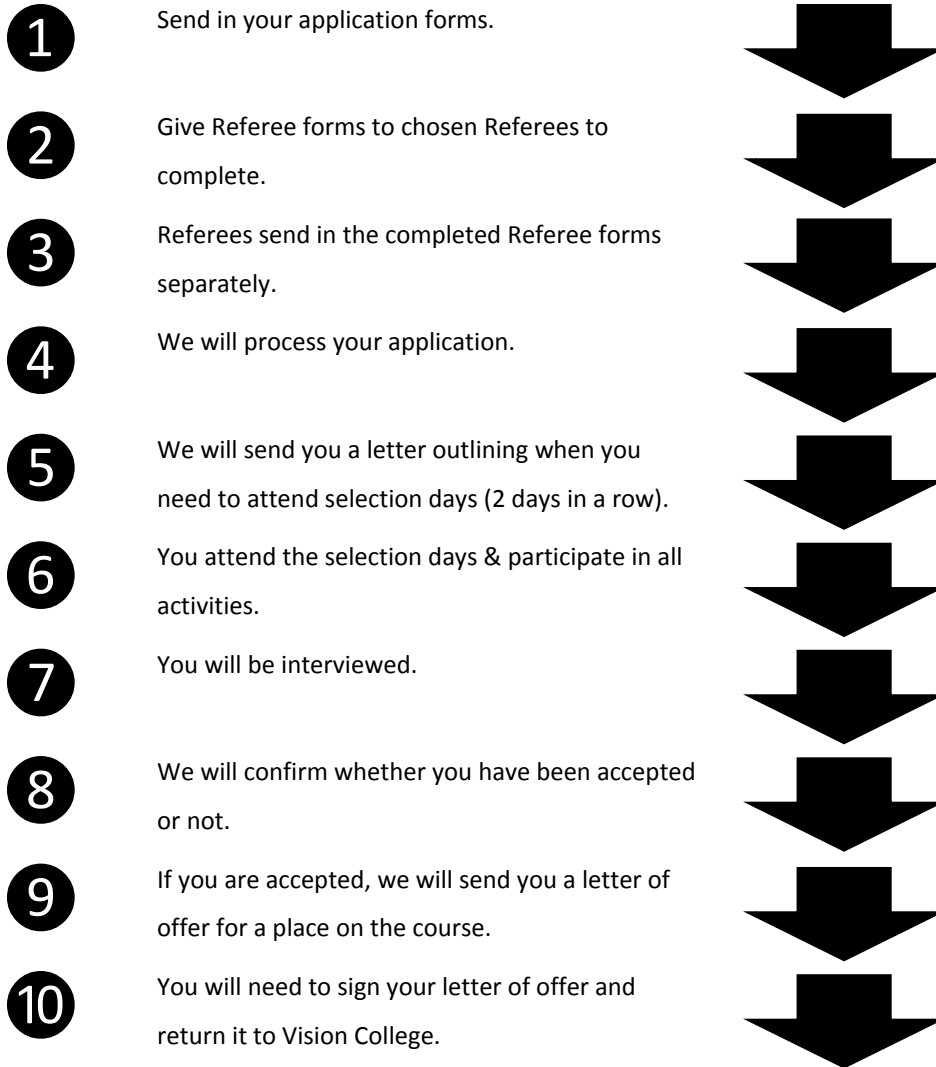 1 Send in your application forms.
2 Give Referee forms to chosen Referees to
complete.
3 Referees send in the completed Referee forms
separately.
4 We will process your application.
5 We will send you a letter outlining when you
need to attend selection days (2 days in a row).
6 You attend the selection days & participate in all
activities.
7 You will be interviewed.
8 We will confirm whether you have been accepted
or not.
9 If you are accepted, we will send you a letter of
offer for a place on the course.
10 You will need to sign your letter of offer and
return it to Vision College.